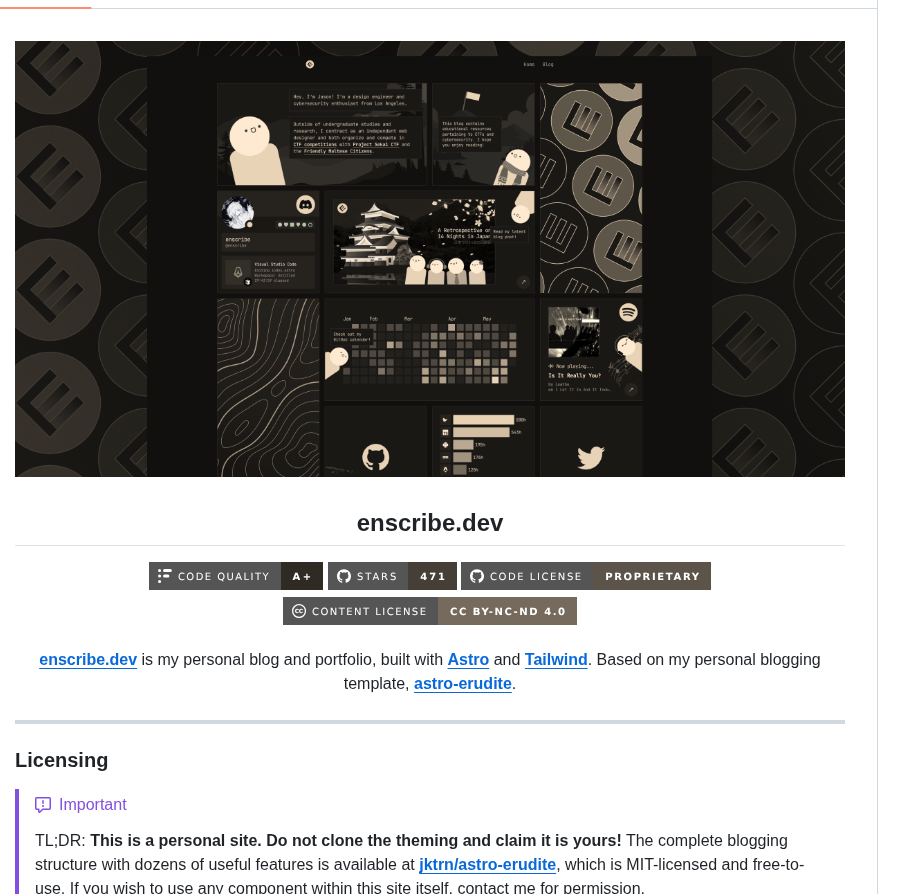 Home Blog
Hey, I'm Jason! I'm a design engineer and
cybersecurity enthusiast from Los Angeles.
Outside of undergraduate studies and
research, I contract as an independent web
designer and both organize and compete in
CTF competitions with Project Sekai CTF and
the Friendly Maltese Citizens.
This blog contains
educational resources
pertaining to CTFs and
cybersecurity. I hope
you enjoy reading!
enscribe
@enscribe
Visual Studio Code
A Retrospective on
14 Nights in Japan
Read my latest
blog post!
Jan Feb Mar Apr May
Check out my
GitHub calendar!
Now playing...
Is It Really You?
enscribe.dev
CODE QUALITY A+
STARS 471
CODE LICENSE PROPRIETARY
CONTENT LICENSE CC BY-NC-ND 4.0
enscribe.dev is my personal blog and portfolio, built with Astro and Tailwind. Based on my personal blogging
template, astro-erudite.
Licensing
Important
TL;DR: This is a personal site. Do not clone the theming and claim it is yours! The complete blogging
structure with dozens of useful features is available at jktrn/astro-erudite, which is MIT-licensed and free-to-
use. If you wish to use any component within this site itself, contact me for permission.